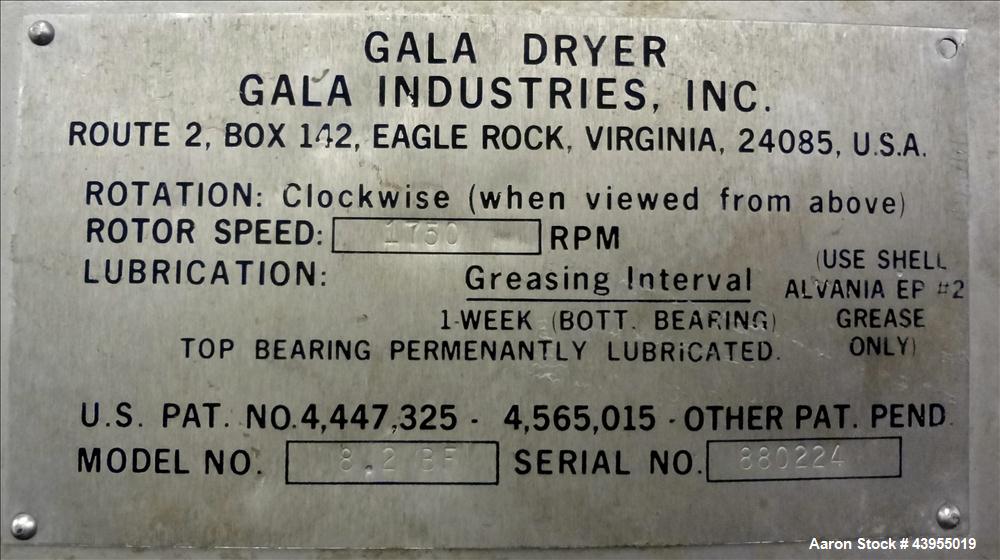 GALA DRYER
GALA INDUSTRIES, INC.
ROUTE 2, BOX 142, EAGLE ROCK, VIRGINIA, 24085, U.S.A.
ROTATION: Clockwise (when viewed from above)
ROTOR SPEED: 1750 RPM
LUBRICATION: Greasing Interval
1-WEEK (BOTT. BEARING)
TOP BEARING PERMENANTLY LUBRiCATED.
(USE SHELL
ALVANIA EP #2
GREASE
ONLY)
U.S. PAT. NO. 4,447,325 - 4,565,015 - OTHER PAT. PEND.
MODEL NO. 8.2 BF SERIAL NO. 880224
Aaron Stock # 43955019